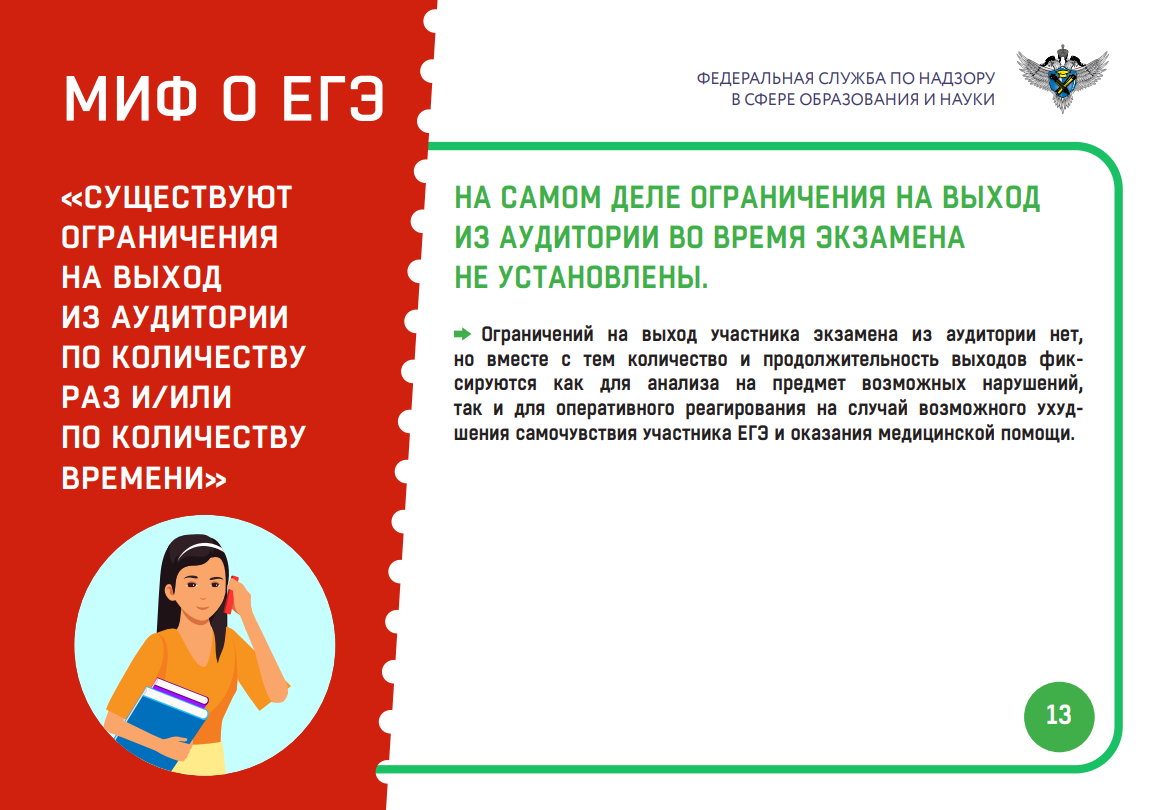 МИФ О ЕГЭ
«СУЩЕСТВУЮТ
ОГРАНИЧЕНИЯ
НА ВЫХОД
ИЗ АУДИТОРИИ
ПО КОЛИЧЕСТВУ
РАЗ И/ИЛИ
ПО КОЛИЧЕСТВУ
ВРЕМЕНИ»
ФЕДЕРАЛЬНАЯ СЛУЖБА ПО НАДЗОРУ
В СФЕРЕ ОБРАЗОВАНИЯ И НАУКИ
НА САМОМ ДЕЛЕ ОГРАНИЧЕНИЯ НА ВЫХОД
ИЗ АУДИТОРИИ ВО ВРЕМЯ ЭКЗАМЕНА
НЕ УСТАНОВЛЕНЫ.
Ограничений на выход участника экзамена из аудитории нет,
но вместе с тем количество и продолжительность выходов фик-
сируются как для анализа на предмет возможных нарушений,
так и для оперативного реагирования на случай возможного ухуд-
шения самочувствия участника ЕГЭ и оказания медицинской помощи.
13